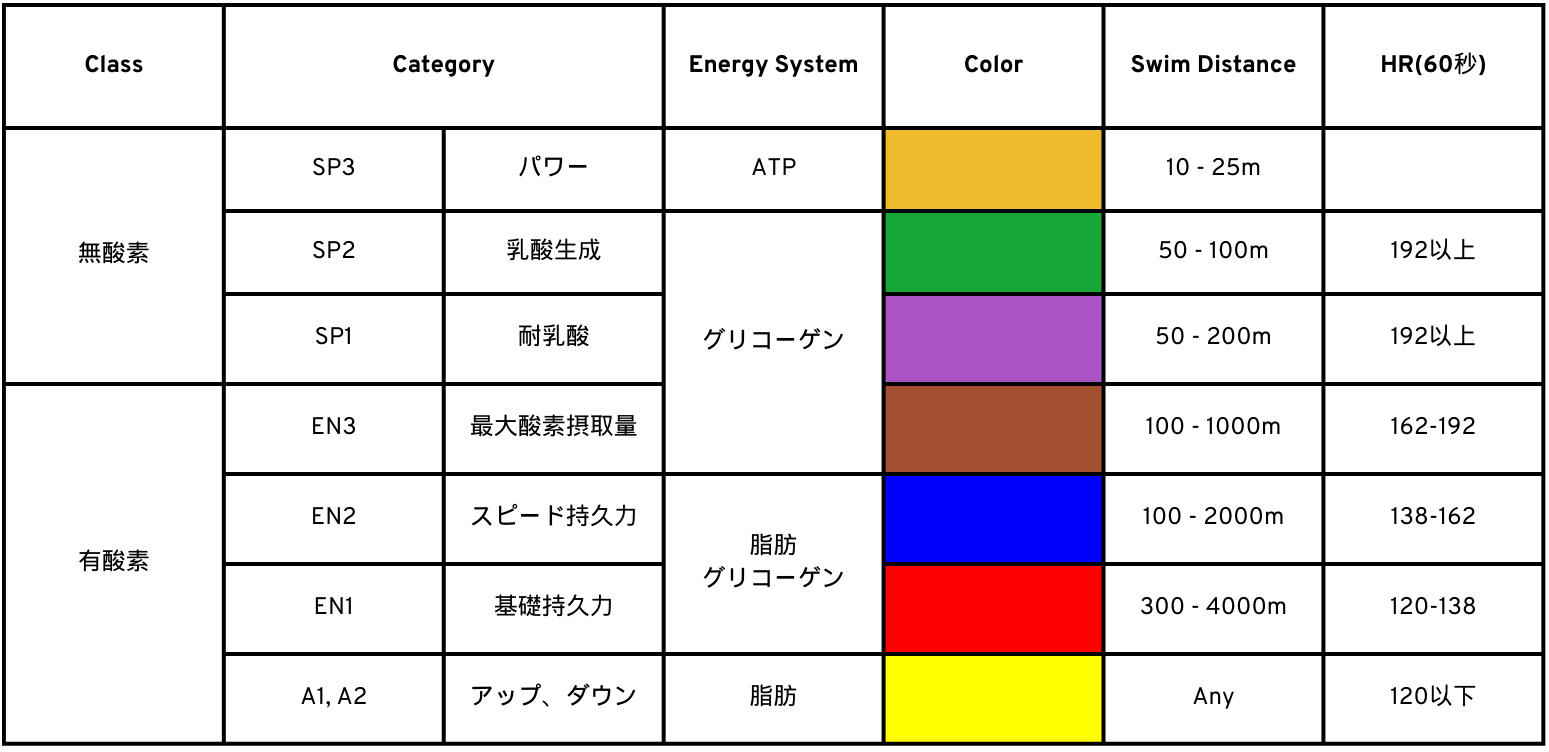 Class Category Energy System Color Swim Distance HR(60秒)
無酸素
SP3 パワー ATP 10 - 25m
SP2 乳酸生成 グリコーゲン 50 - 100m 192以上
SP1 耐乳酸 50 - 200m 192以上
有酸素
EN3 最大酸素摂取量 100 - 1000m 162-192
EN2 スピード持久力 脂肪 100 - 2000m 138-162
グリコーゲン
EN1 基礎持久力 300 - 4000m 120-138
A1, A2 アップ、ダウン 脂肪 Any 120以下